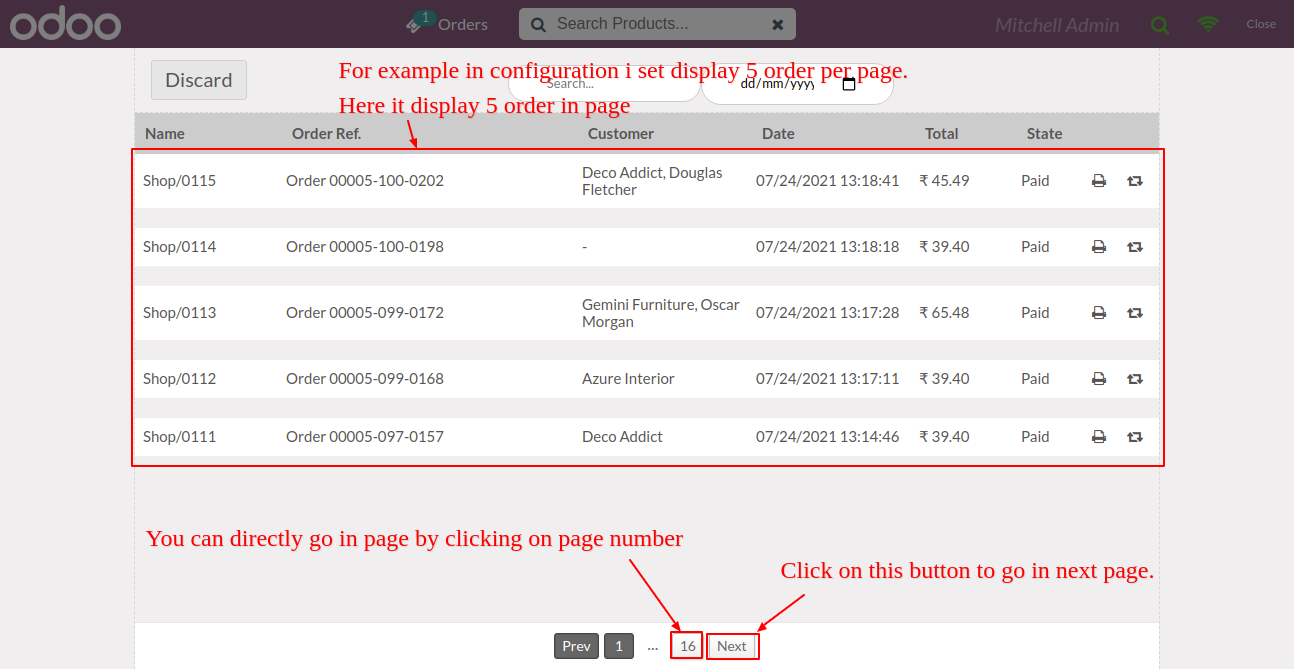 odoo
1
Orders
Search Products...
Mitchell Admin
Close
For example in configuration i set display 5 order per page.
Discard
Search...
dd/mm/yyyy
Here it display 5 order in page
Name Order Ref. Customer Date Total State
Shop/0115 Order 00005-100-0202 Deco Addict, Douglas Fletcher 07/24/2021 13:18:41 ₹ 45.49 Paid
Shop/0114 Order 00005-100-0198 - 07/24/2021 13:18:18 ₹ 39.40 Paid
Shop/0113 Order 00005-099-0172 Gemini Furniture, Oscar Morgan 07/24/2021 13:17:28 ₹ 65.48 Paid
Shop/0112 Order 00005-099-0168 Azure Interior 07/24/2021 13:17:11 ₹ 39.40 Paid
Shop/0111 Order 00005-097-0157 Deco Addict 07/24/2021 13:14:46 ₹ 39.40 Paid
You can directly go in page by clicking on page number
Click on this button to go in next page.
Prev 1 ... 16 Next